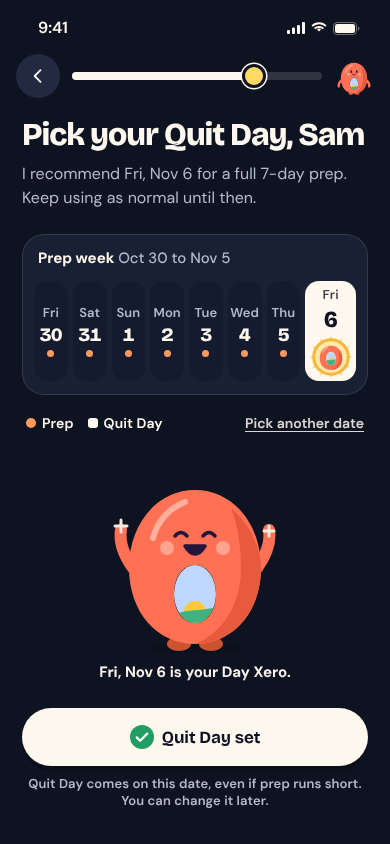 9:41
Pick your Quit Day, Sam
I recommend Fri, Nov 6 for a full 7-day prep.
Keep using as normal until then.
Prep week Oct 30 to Nov 5
Fri Sat Sun Mon Tue Wed Thu Fri
30 31 1 2 3 4 5 6
Prep Quit Day Pick another date
Fri, Nov 6 is your Day Xero.
Quit Day set
Quit Day comes on this date, even if prep runs short.
You can change it later.